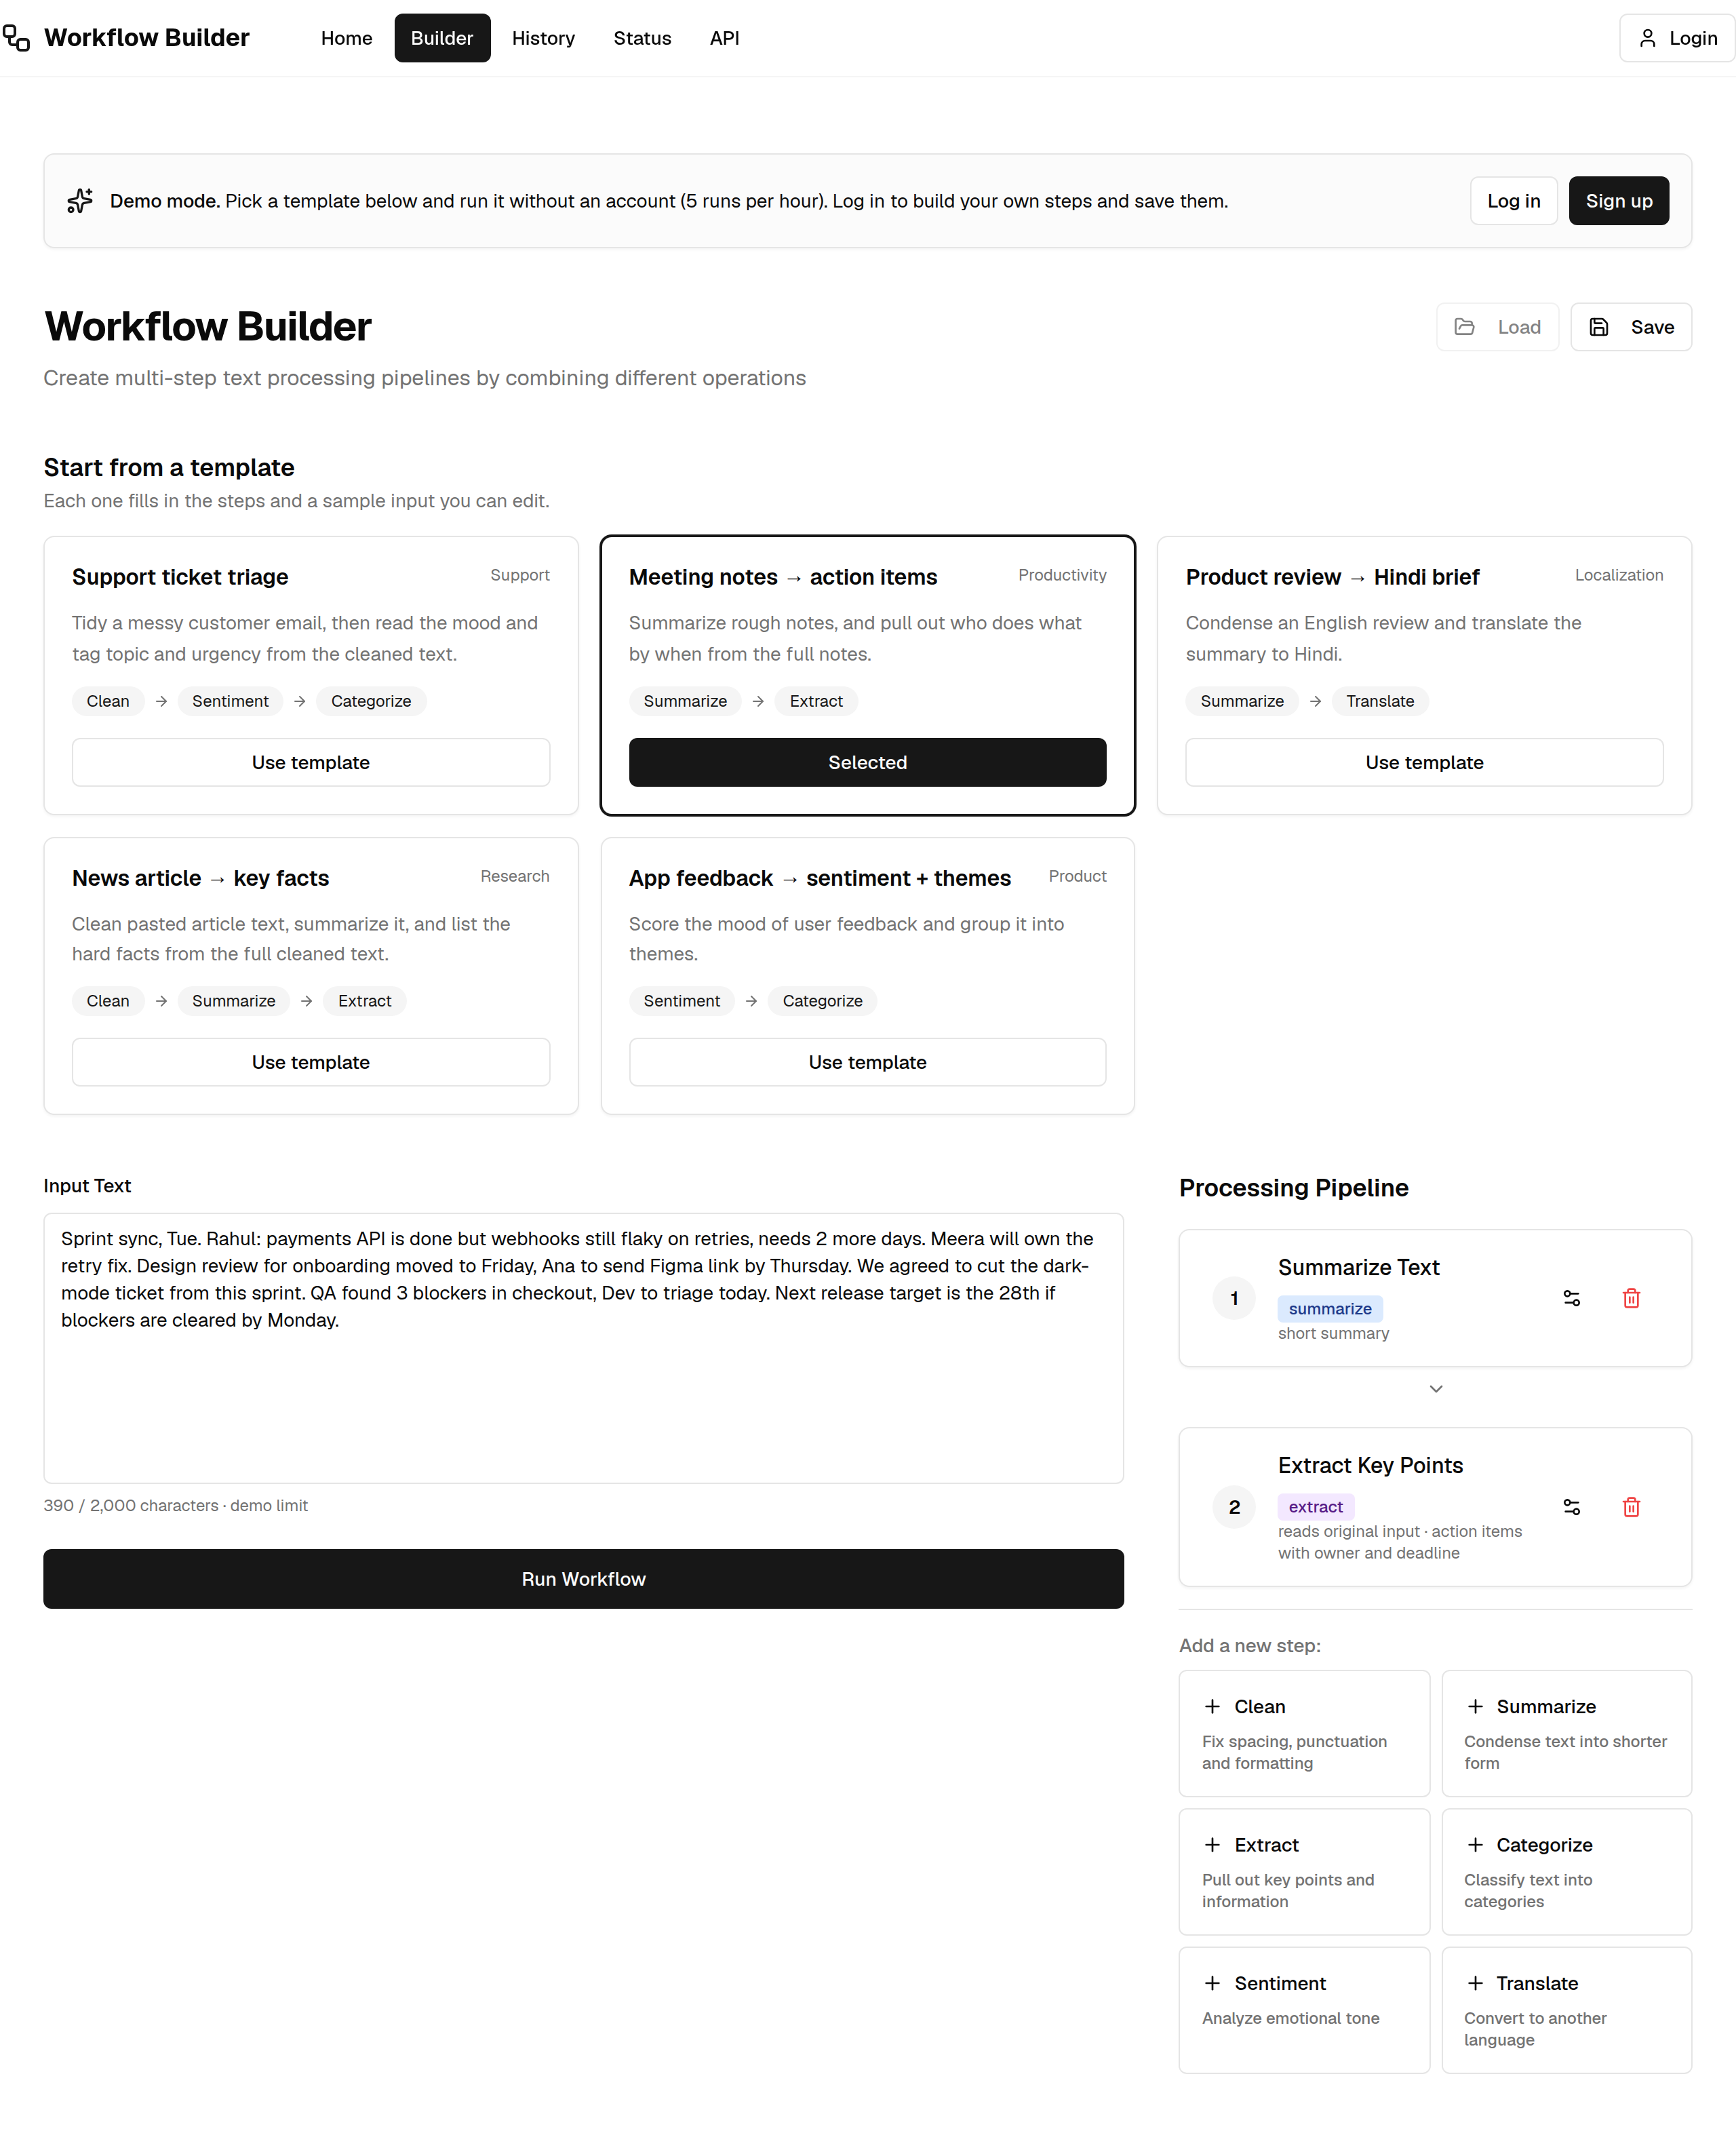 Workflow Builder
Home
Builder
History
Status
API
Login
Demo mode. Pick a template below and run it without an account (5 runs per hour). Log in to build your own steps and save them.
Log in
Sign up
Workflow Builder
Load
Save
Create multi-step text processing pipelines by combining different operations
Start from a template
Each one fills in the steps and a sample input you can edit.
Support ticket triage
Support
Tidy a messy customer email, then read the mood and
tag topic and urgency from the cleaned text.
Clean → Sentiment → Categorize
Use template
Meeting notes → action items
Productivity
Summarize rough notes, and pull out who does what
by when from the full notes.
Summarize → Extract
Selected
Product review → Hindi brief
Localization
Condense an English review and translate the
summary to Hindi.
Summarize → Translate
Use template
News article → key facts
Research
Clean pasted article text, summarize it, and list the
hard facts from the full cleaned text.
Clean → Summarize → Extract
Use template
App feedback → sentiment + themes
Product
Score the mood of user feedback and group it into
themes.
Sentiment → Categorize
Use template
Input Text
Sprint sync, Tue. Rahul: payments API is done but webhooks still flaky on retries, needs 2 more days. Meera will own the
retry fix. Design review for onboarding moved to Friday, Ana to send Figma link by Thursday. We agreed to cut the dark-
mode ticket from this sprint. QA found 3 blockers in checkout, Dev to triage today. Next release target is the 28th if
blockers are cleared by Monday.
390 / 2,000 characters · demo limit
Run Workflow
Processing Pipeline
1
Summarize Text
summarize
short summary
2
Extract Key Points
extract
reads original input · action items
with owner and deadline
Add a new step:
+ Clean
Fix spacing, punctuation
and formatting
+ Summarize
Condense text into shorter
form
+ Extract
Pull out key points and
information
+ Categorize
Classify text into
categories
+ Sentiment
Analyze emotional tone
+ Translate
Convert to another
language